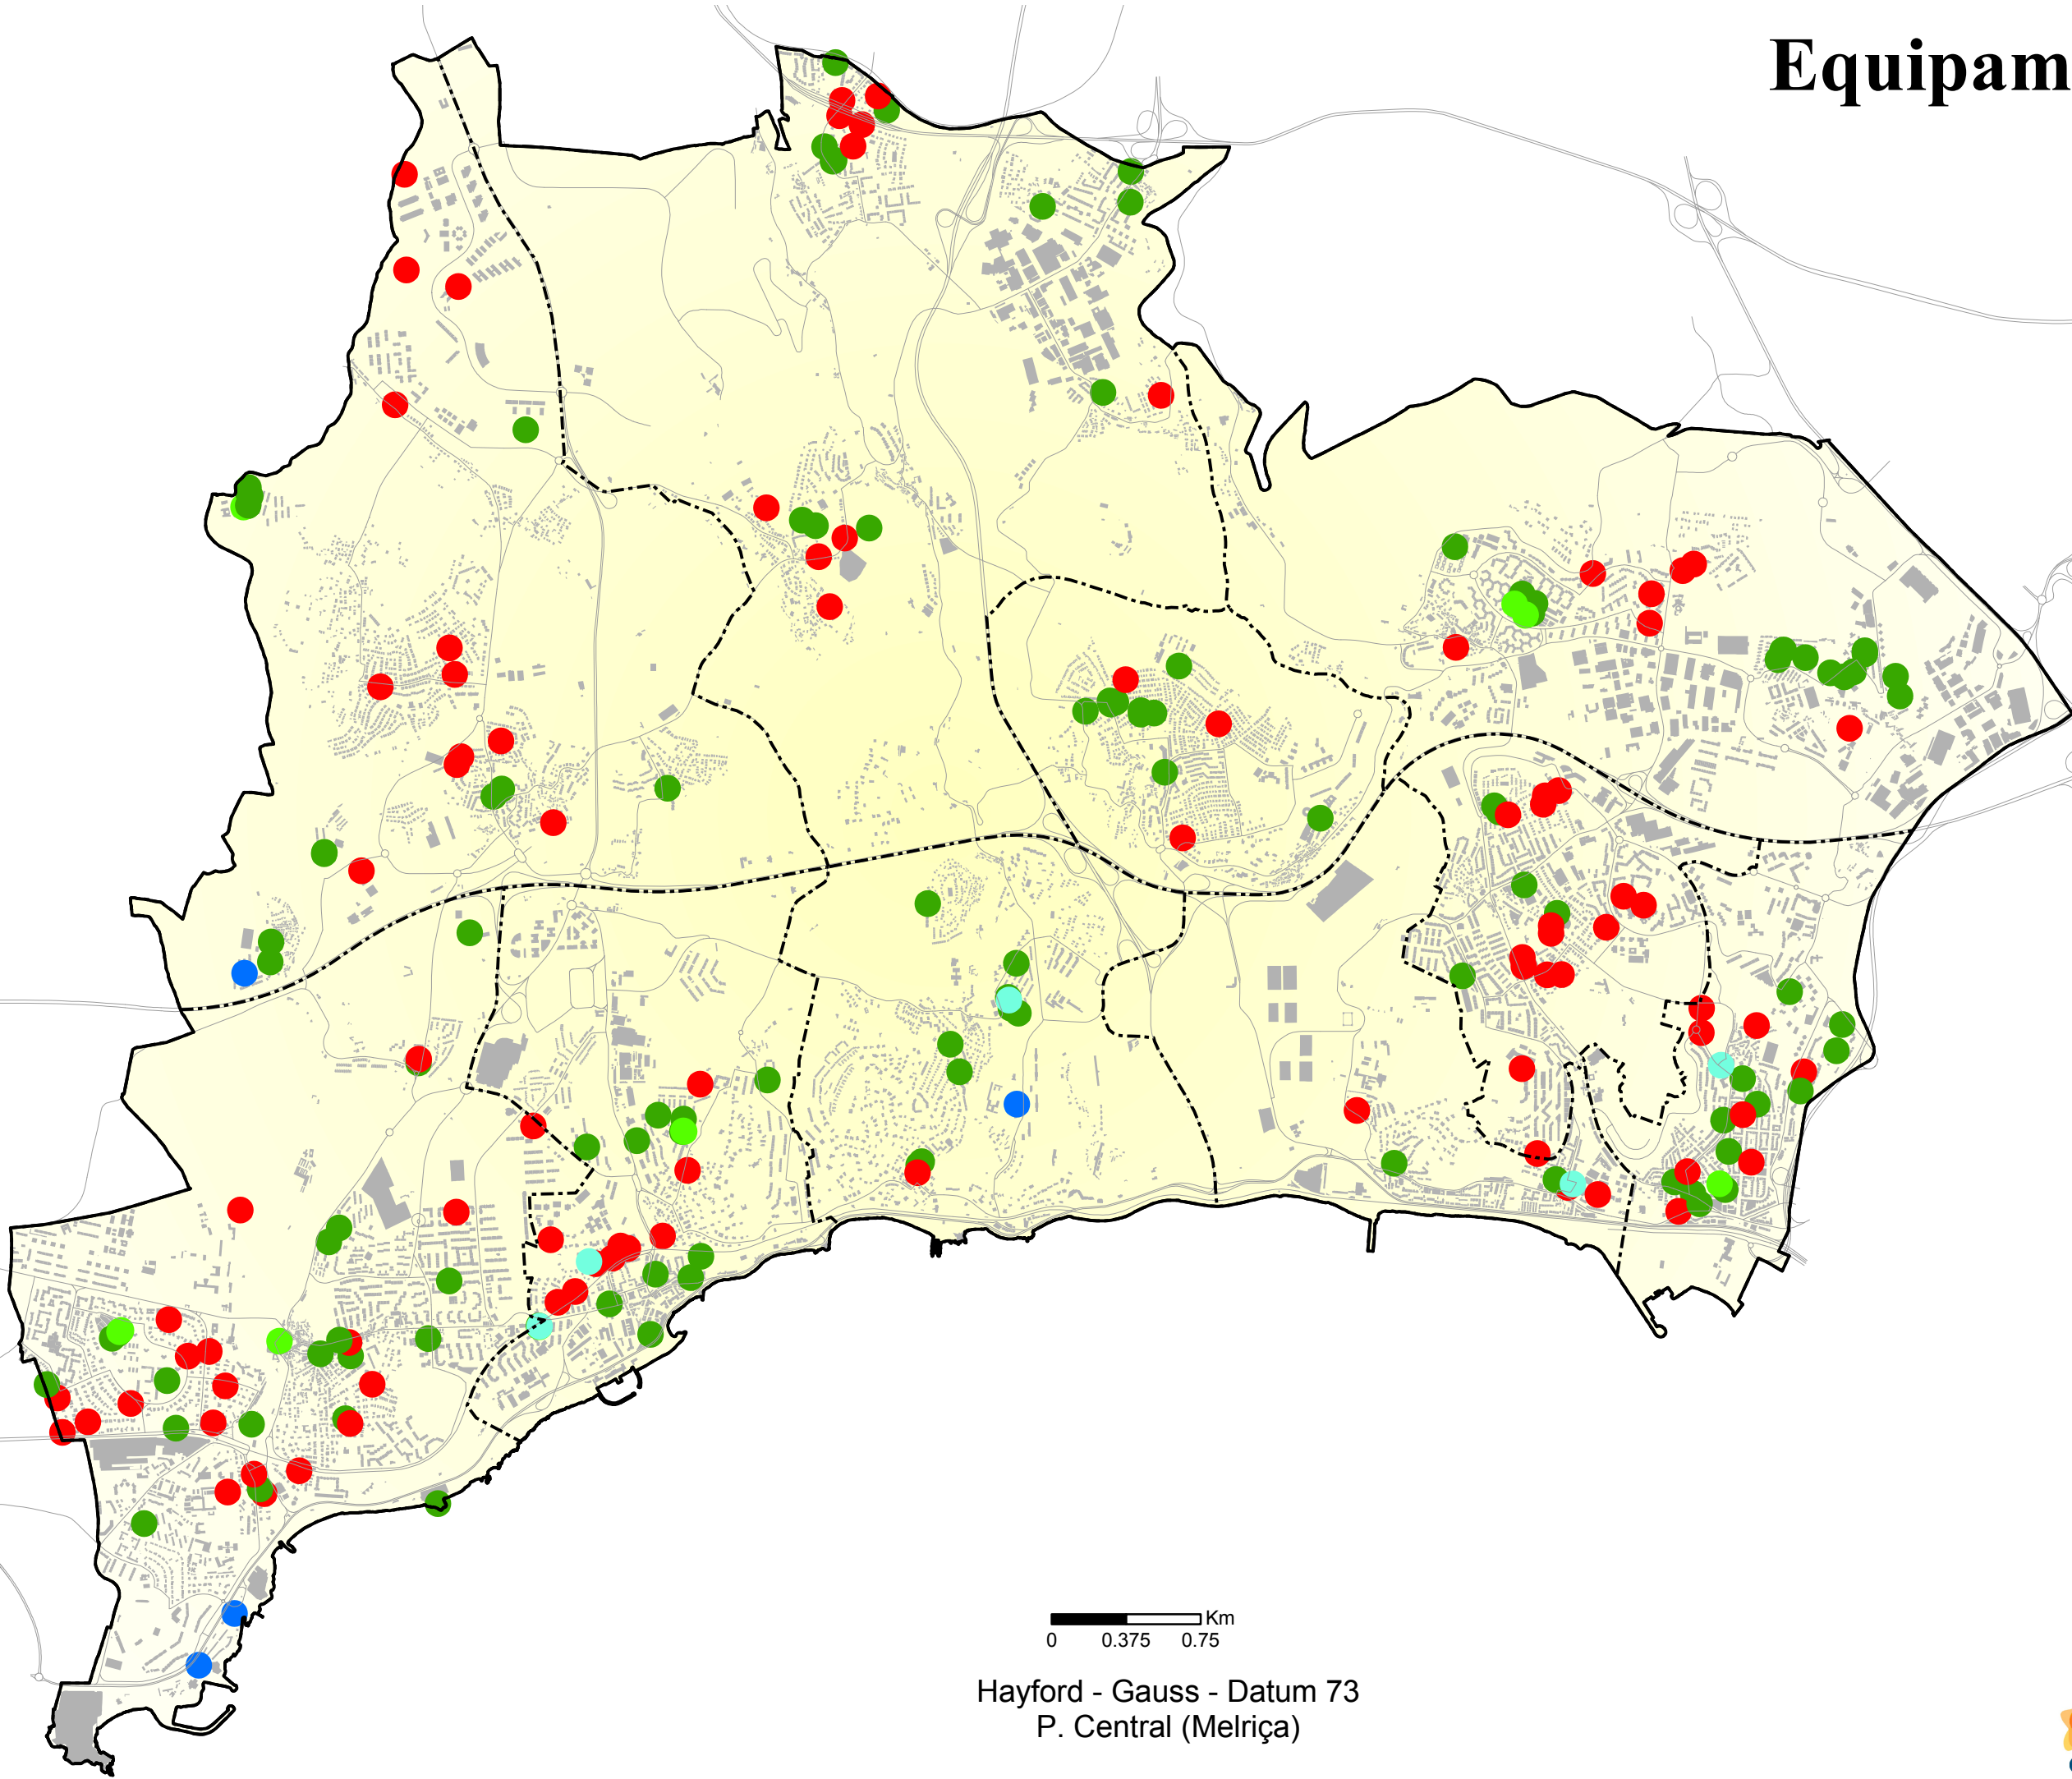 Equipam
Km
0 0.375 0.75
Hayford - Gauss - Datum 73
P. Central (Melriça)